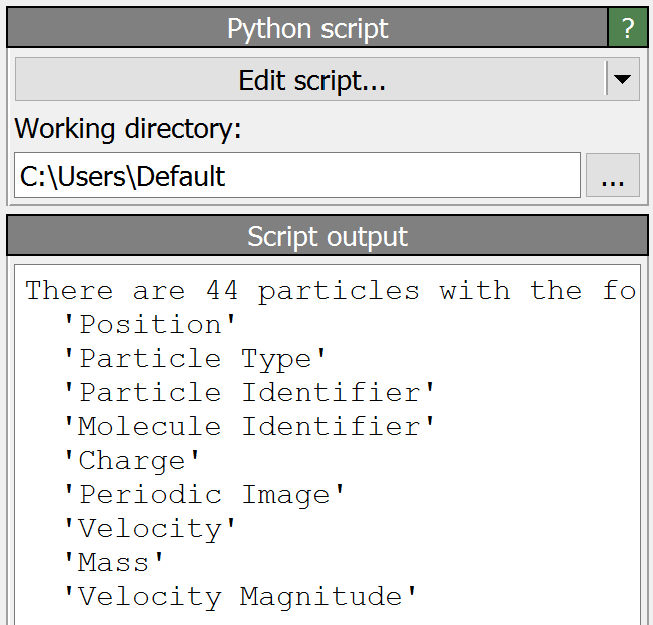 Python script ?
Edit script...
Working directory:
C:\Users\Default ...
Script output
There are 44 particles with the fo
'Position'
'Particle Type'
'Particle Identifier'
'Molecule Identifier'
'Charge'
'Periodic Image'
'Velocity'
'Mass'
'Velocity Magnitude'